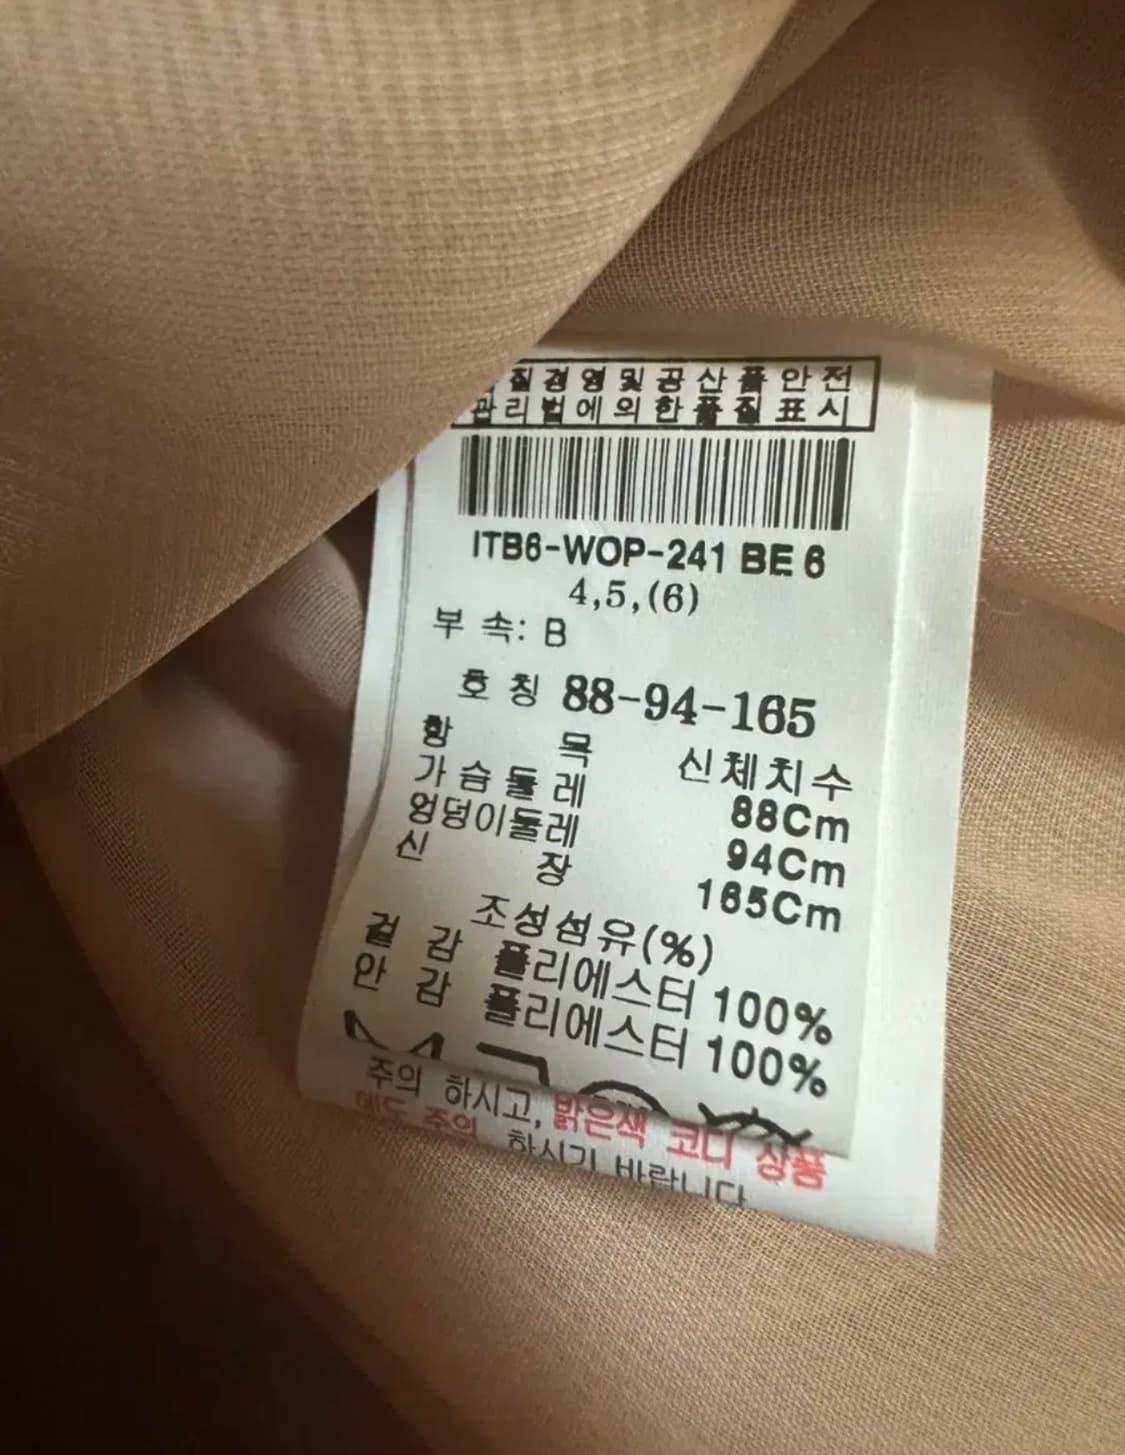 질경영및공산품안전
관리법에의한품질표시
ITB6-WOP-241 BE 6
4,5,(6)
부 속: B
호 칭 88-94-165
항 목 신체치수
가슴둘레 88Cm
엉덩이둘레 94Cm
신 장 165Cm
조성섬유(%)
겉 감 폴리에스터 100%
안 감 폴리에스터 100%
주의 하시고, 밝은색 코디 상품
에도 주의 하시기 바랍니다